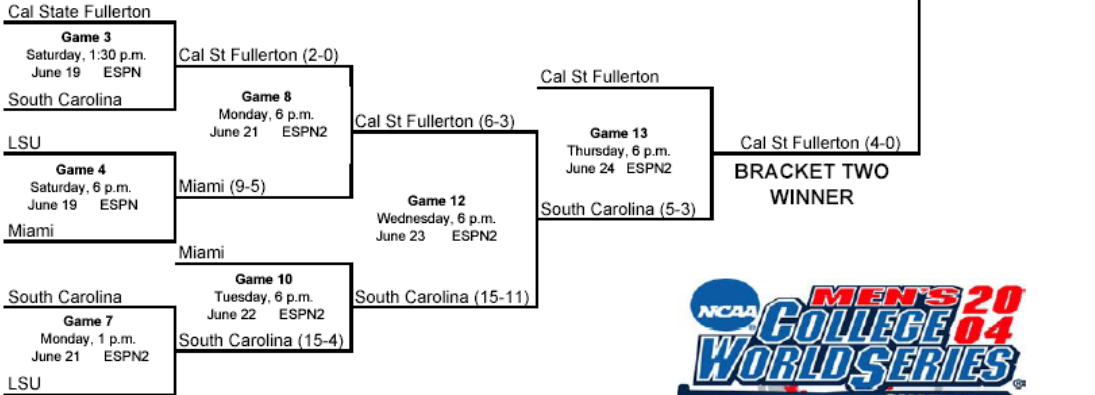 Cal State Fullerton
Game 3
Saturday, 1:30 p.m.
June 19 ESPN
South Carolina
Cal St Fullerton (2-0)
LSU
Game 4
Saturday, 6 p.m.
June 19 ESPN
Miami
Miami (9-5)
Game 8
Monday, 6 p.m.
June 21 ESPN2
Cal St Fullerton (6-3)
South Carolina
Game 7
Monday, 1 p.m.
June 21 ESPN2
LSU
Miami
Game 10
Tuesday, 6 p.m.
June 22 ESPN2
South Carolina (15-4)
South Carolina (15-11)
Game 12
Wednesday, 6 p.m.
June 23 ESPN2
South Carolina (5-3)
Cal St Fullerton
Game 13
Thursday, 6 p.m.
June 24 ESPN2
Cal St Fullerton (4-0)
BRACKET TWO
WINNER
NCAA
MEN'S 2004
COLLEGE
WORLD SERIES